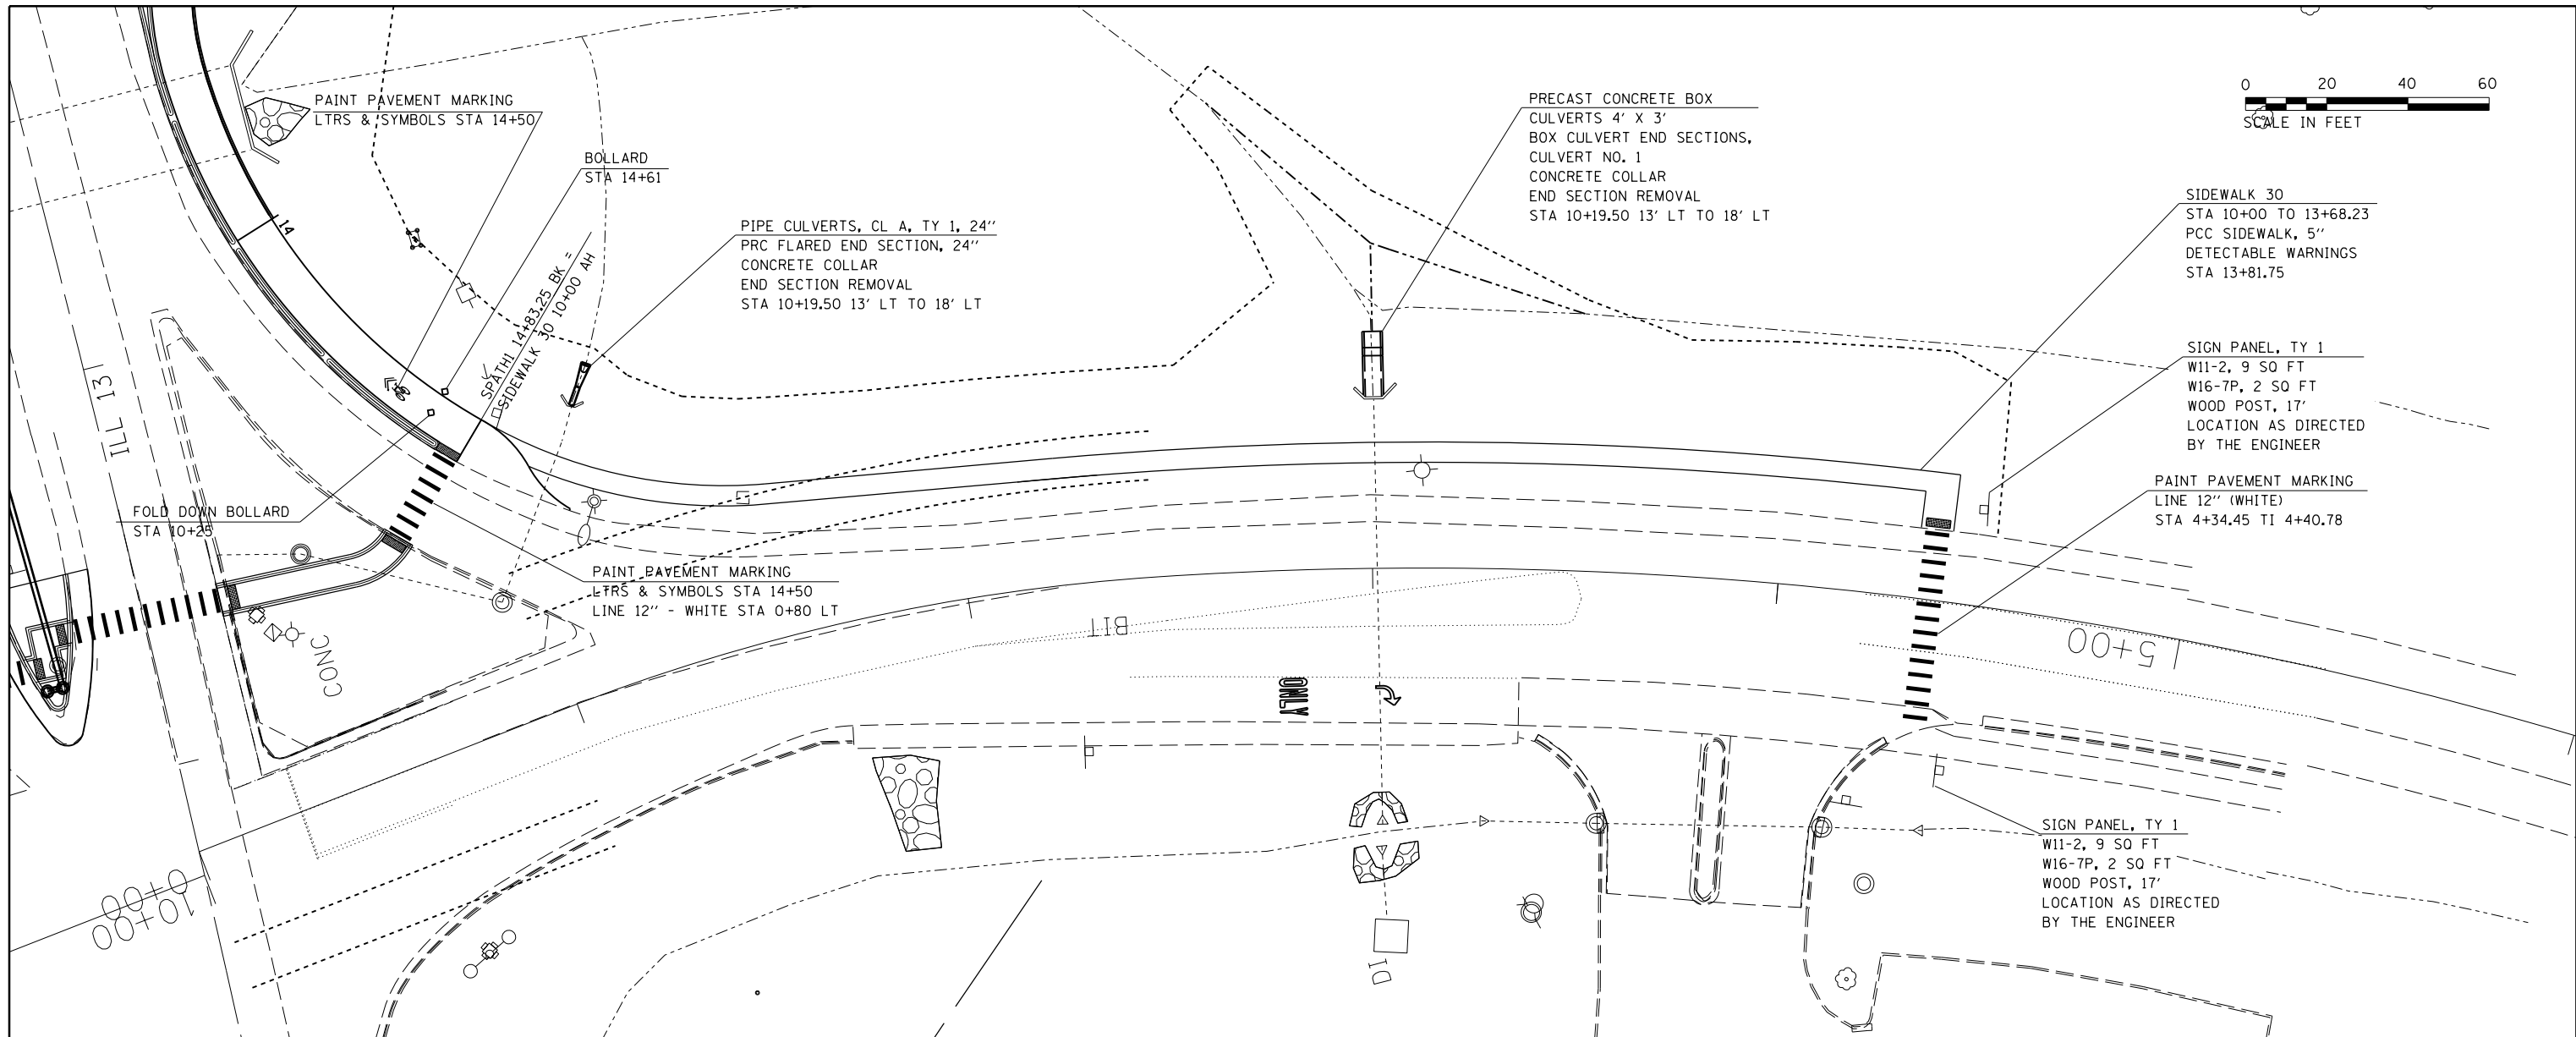 PAINT PAVEMENT MARKING
LTRS & SYMBOLS STA 14+50
BOLLARD
STA 14+61
PIPE CULVERTS, CL A, TY 1, 24''
PRC FLARED END SECTION, 24''
CONCRETE COLLAR
END SECTION REMOVAL
STA 10+19.50 13' LT TO 18' LT
PRECAST CONCRETE BOX
CULVERTS 4' X 3'
BOX CULVERT END SECTIONS,
CULVERT NO. 1
CONCRETE COLLAR
END SECTION REMOVAL
STA 10+19.50 13' LT TO 18' LT
0 20 40 60
SCALE IN FEET
SIDEWALK 30
STA 10+00 TO 13+68.23
PCC SIDEWALK, 5''
DETECTABLE WARNINGS
STA 13+81.75
SIGN PANEL, TY 1
W11-2, 9 SQ FT
W16-7P, 2 SQ FT
WOOD POST, 17'
LOCATION AS DIRECTED
BY THE ENGINEER
PAINT PAVEMENT MARKING
LINE 12'' (WHITE)
STA 4+34.45 TI 4+40.78
14
SPATH1 14+83.25 BK =
SIDEWALK 30 10+00 AH
ILL 13
FOLD DOWN BOLLARD
STA 10+25
PAINT PAVEMENT MARKING
LTRS & SYMBOLS STA 14+50
LINE 12'' - WHITE STA 0+80 LT
CONC
BIT
ONLY
15+00
SIGN PANEL, TY 1
W11-2, 9 SQ FT
W16-7P, 2 SQ FT
WOOD POST, 17'
LOCATION AS DIRECTED
BY THE ENGINEER
0+00
10+00
DI